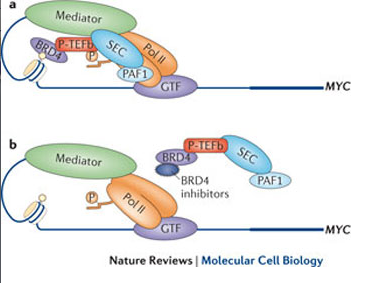 a
Mediator
BRD4
P-TEFb
SEC
Pol II
P
PAF1
GTF
MYC
b
Mediator
P-TEFb
BRD4
SEC
BRD4
inhibitors
PAF1
P
Pol II
GTF
MYC
Nature Reviews | Molecular Cell Biology